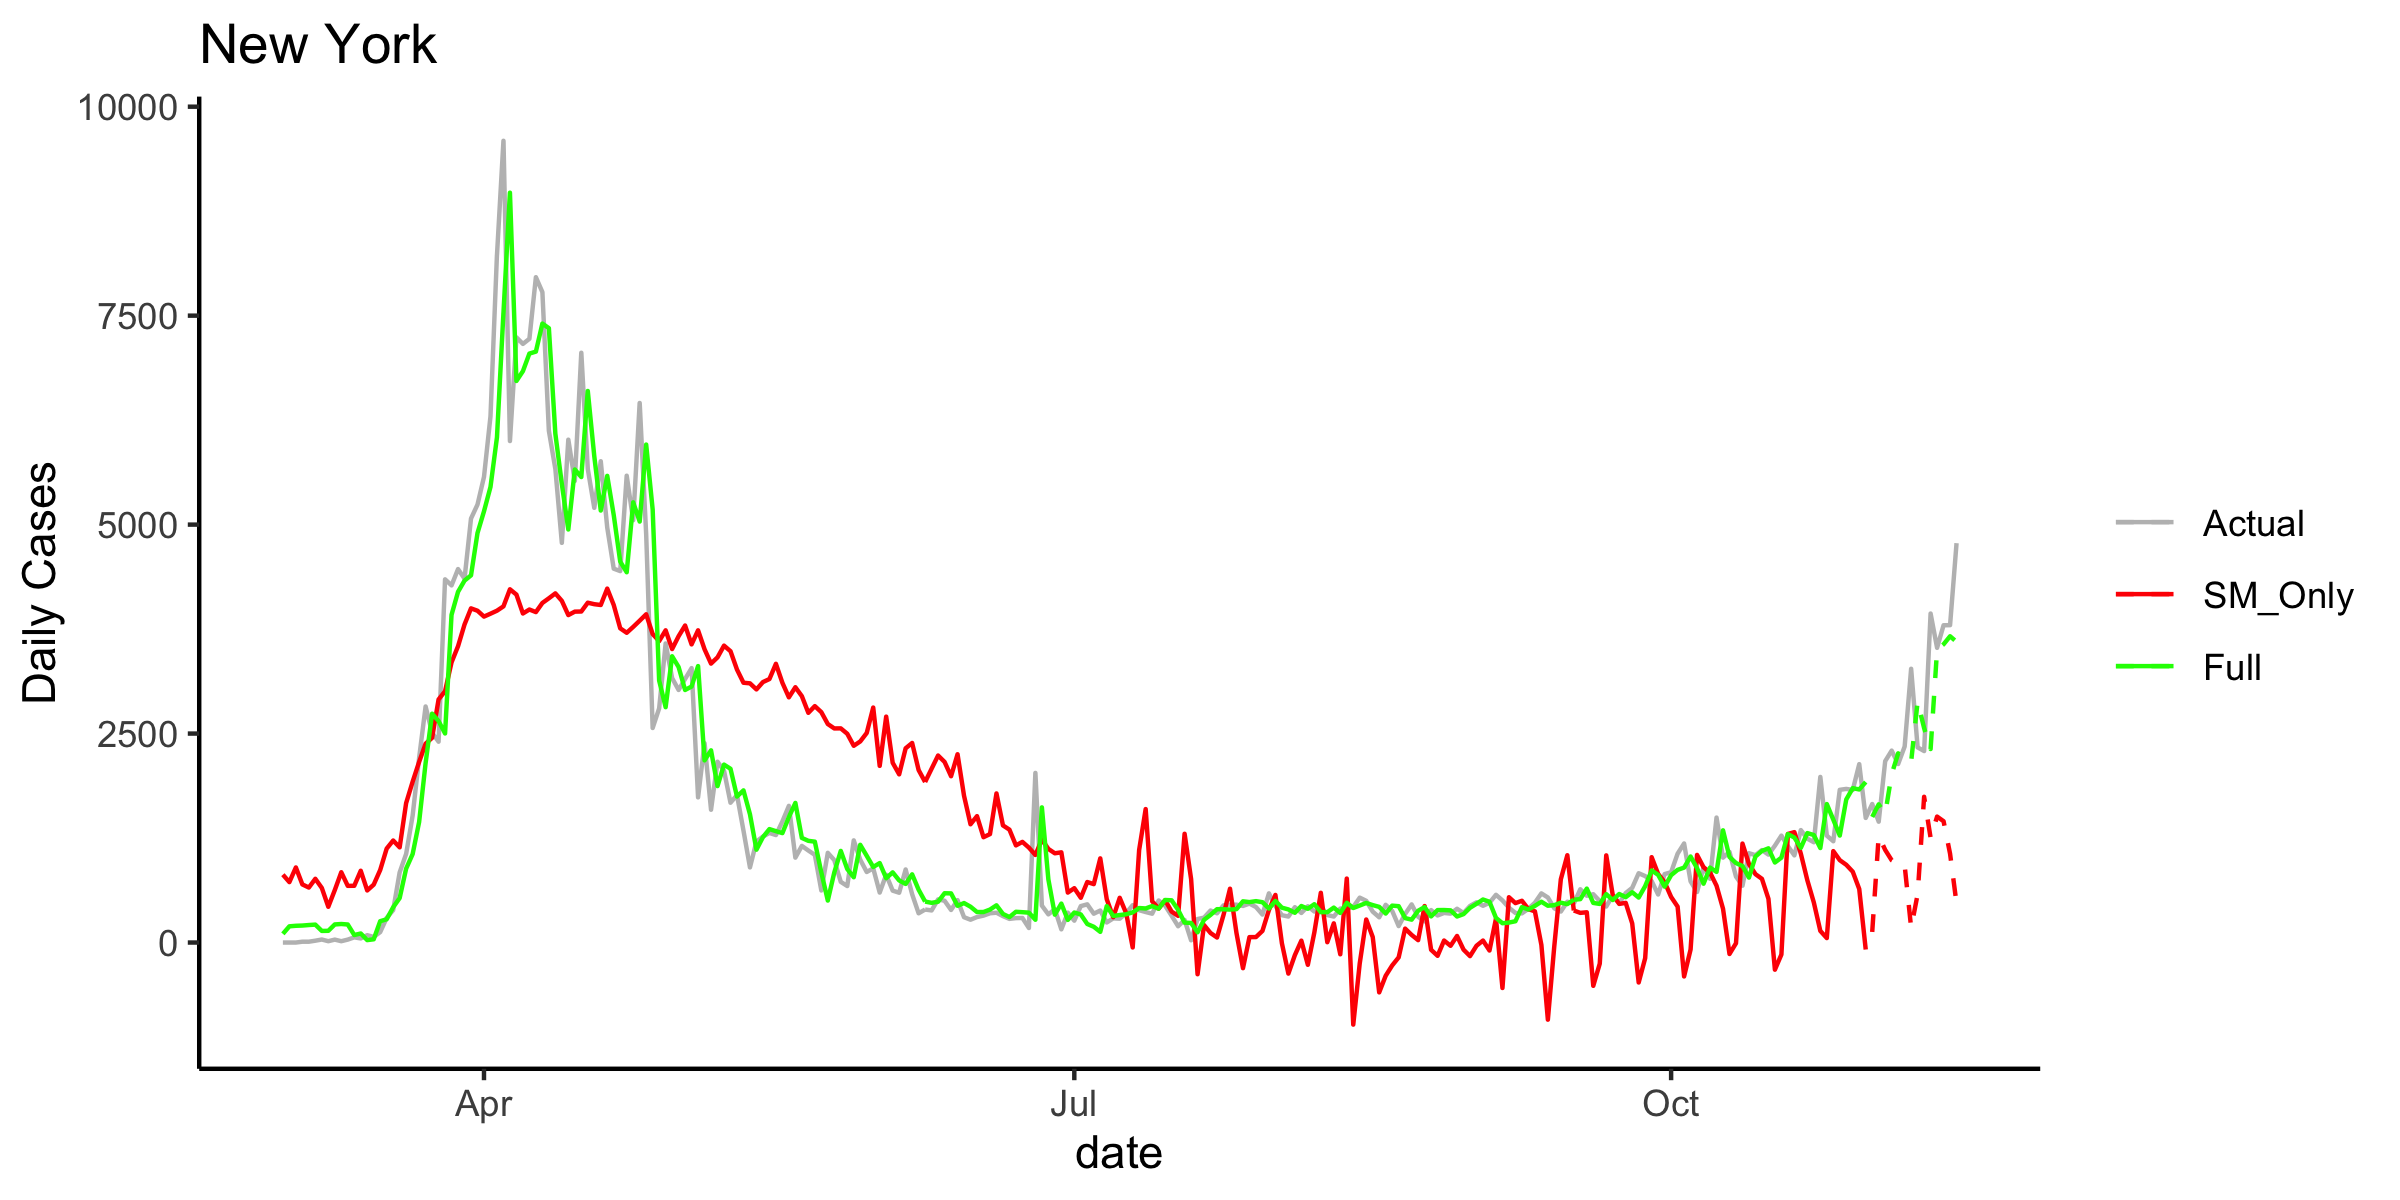 New York
10000
7500
5000
2500
0
Daily Cases
Apr
Jul
Oct
date
Actual
SM_Only
Full